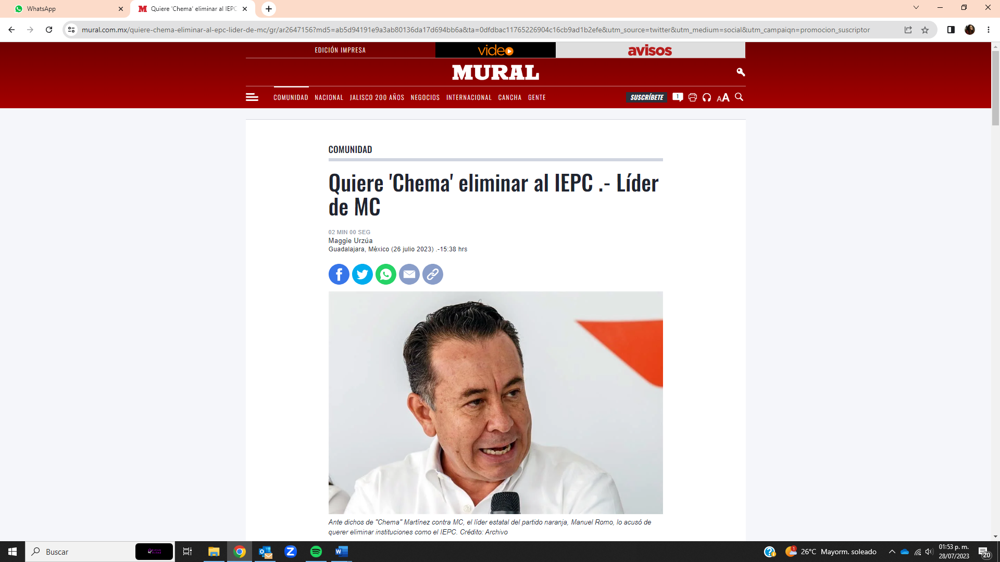 WhatsApp
Quiere 'Chema' eliminar al IEPC
mural.com.mx/quiere-chema-eliminar-al-epc-lider-de-mc/gr/ar2647156?md5=ab5d94191e9a3ab80136da17d694bb6a&ta=0dfdbac11765226904c16cb9ad1b2efe&utm_source=twitter&utm_medium=social&utm_campaign=promocion_suscriptor
EDICIÓN IMPRESA video avisos
MURAL
COMUNIDAD NACIONAL JALISCO 200 AÑOS NEGOCIOS INTERNACIONAL CANCHA GENTE SUSCRÍBETE 1 AA
COMUNIDAD
Quiere 'Chema' eliminar al IEPC .- Líder
de MC
02 MIN 00 SEG
Maggie Urzúa
Guadalajara, México (26 julio 2023) .-15:38 hrs
Ante dichos de "Chema" Martínez contra MC, el líder estatal del partido naranja, Manuel Romo, lo acusó de
querer eliminar instituciones como el IEPC. Crédito: Archivo
Buscar
1 26°C Mayorm. soleado
01:53 p. m.
28/07/2023
20